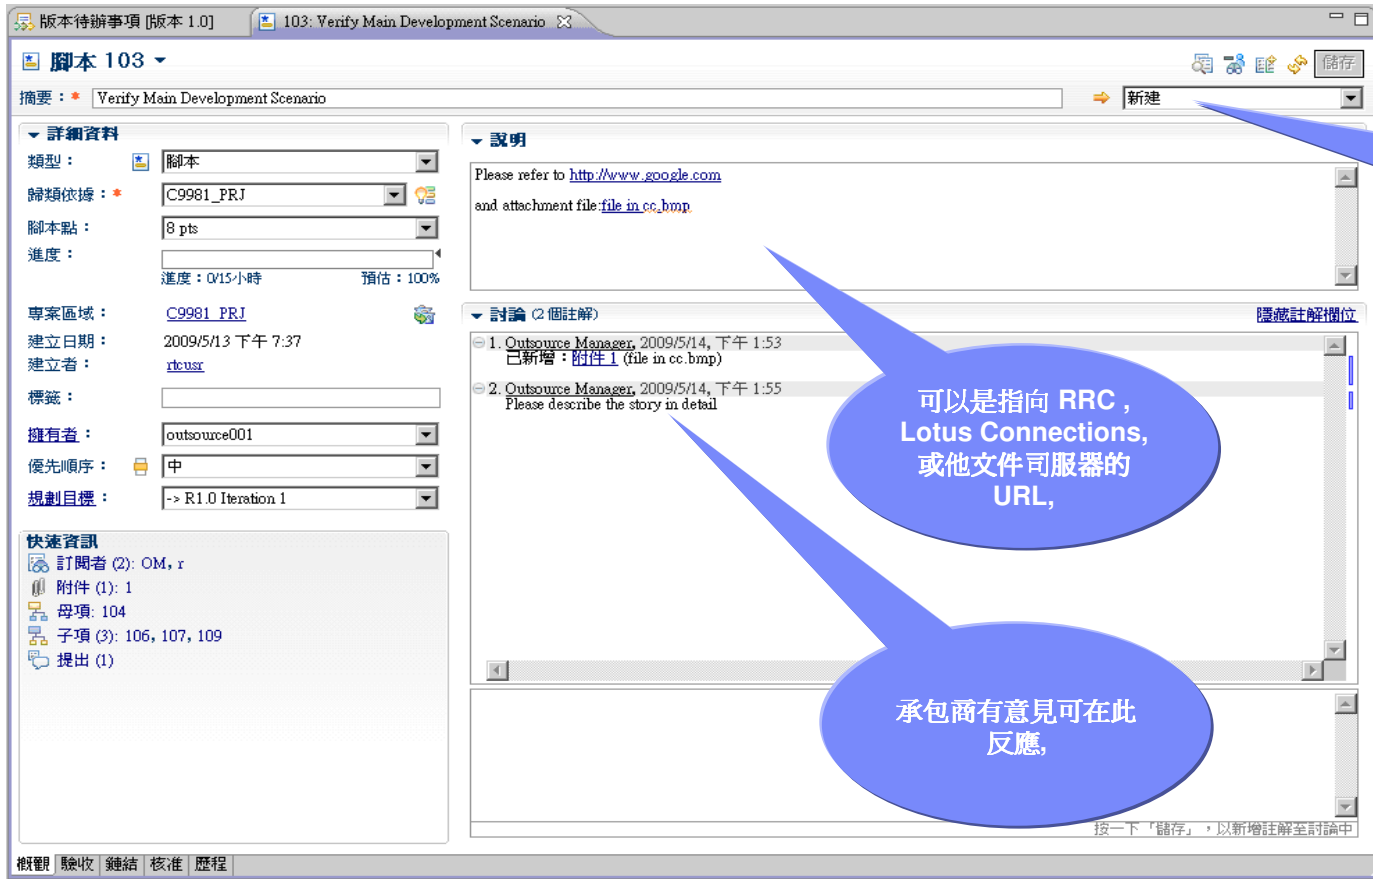 版本待辦事項 [版本 1.0]
103: Verify Main Development Scenario
腳本 103
儲存
摘要：* Verify Main Development Scenario
新建
詳細資料
類型：
腳本
歸類依據：*
C9981_PRJ
腳本點：
8 pts
進度：
進度：0/15小時
預估：100%
專案區域：
C9981_PRJ
建立日期：
2009/5/13 下午 7:37
建立者：
rtcusr
標籤：
擁有者：
outsource001
優先順序：
中
規劃目標：
-> R1.0 Iteration 1
快速資訊
訂閱者 (2): OM, r
附件 (1): 1
母項: 104
子項 (3): 106, 107, 109
提出 (1)
說明
Please refer to http://www.google.com
and attachment file:file in cc.bmp
討論 (2 個註解)
隱藏註解欄位
1. Outsource Manager, 2009/5/14, 下午 1:53
已新增：附件 1 (file in cc.bmp)
2. Outsource Manager, 2009/5/14, 下午 1:55
Please describe the story in detail
可以是指向 RRC ,
Lotus Connections,
或他文件司服器的
URL,
承包商有意見可在此
反應,
按一下「儲存」，以新增註解至討論中
概觀
驗收
鏈結
核准
歷程